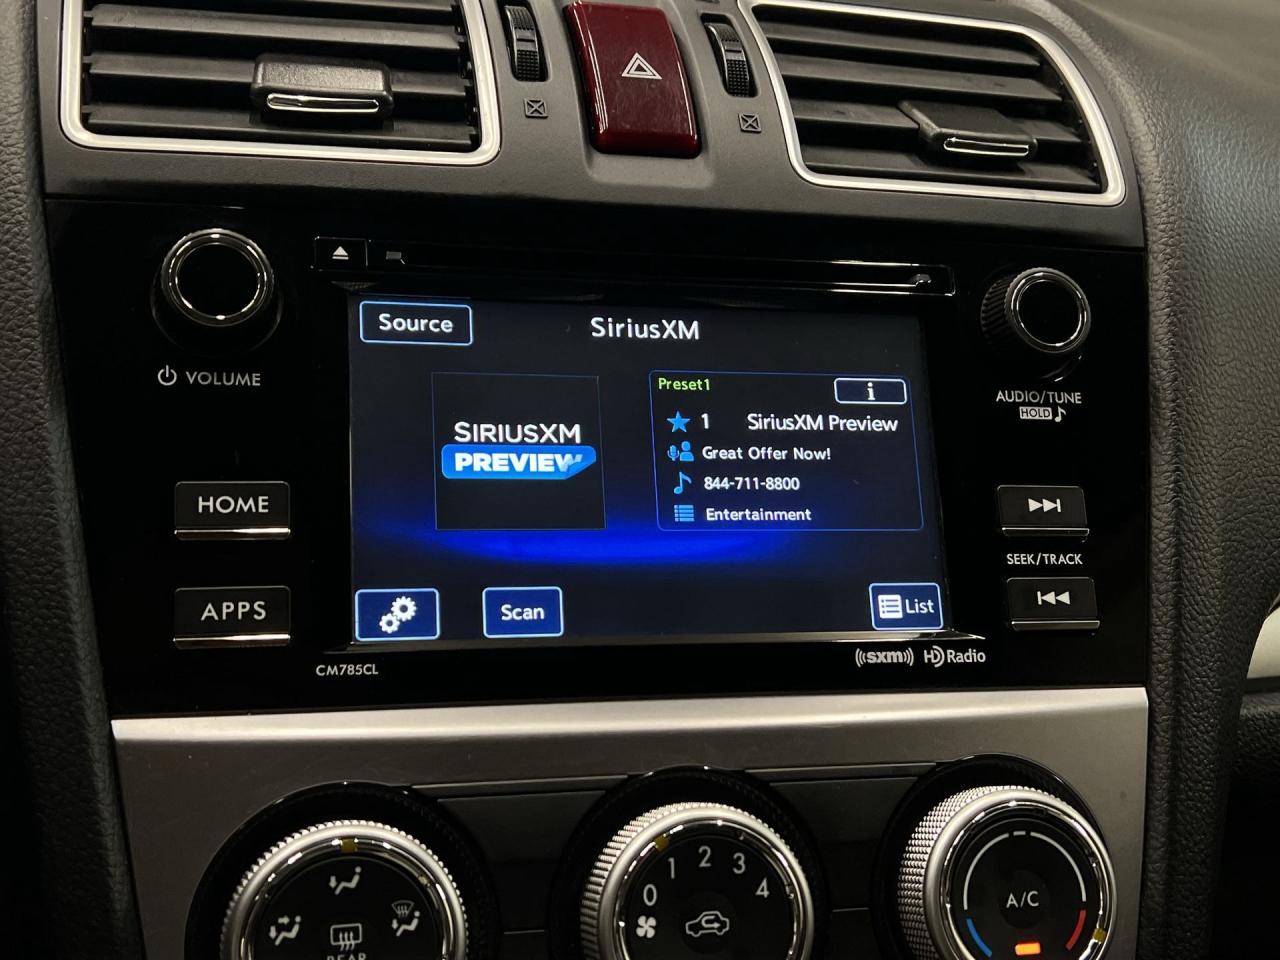 Source
SiriusXM
VOLUME
AUDIO/TUNE
HOLD
Preset1
i
1 SiriusXM Preview
SIRIUSXM
PREVIEW
Great Offer Now!
844-711-8800
Entertainment
HOME
SEEK/TRACK
APPS
Scan
List
CM785CL
((sxm))
HD Radio
0 1 2 3 4
A/C
REAR